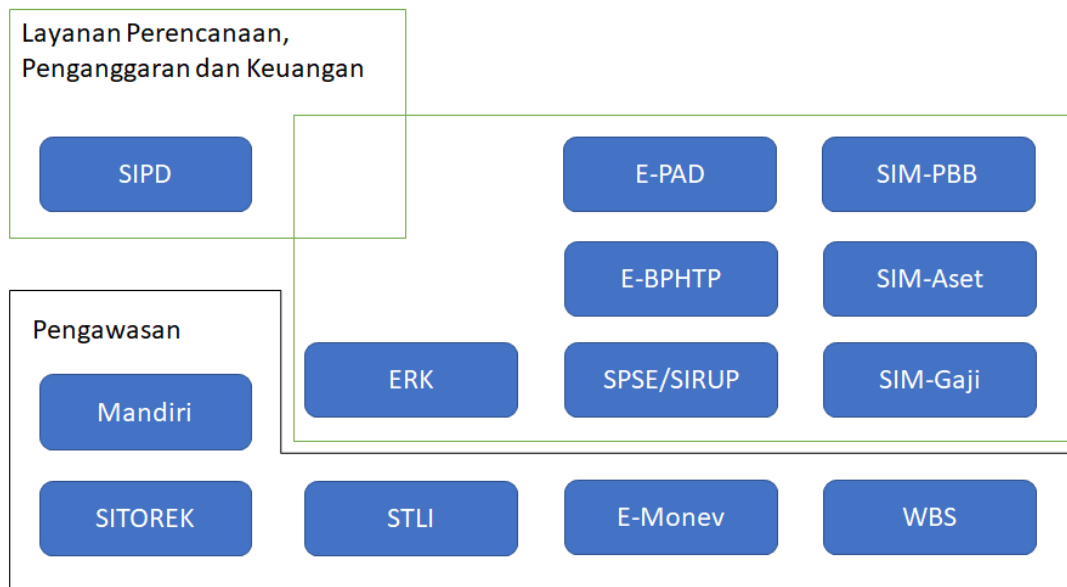 Layanan Perencanaan,
Penganggaran dan Keuangan
SIPD
E-PAD
SIM-PBB
E-BPHTP
SIM-Aset
Pengawasan
ERK
SPSE/SIRUP
SIM-Gaji
Mandiri
SITOREK
STLI
E-Monev
WBS